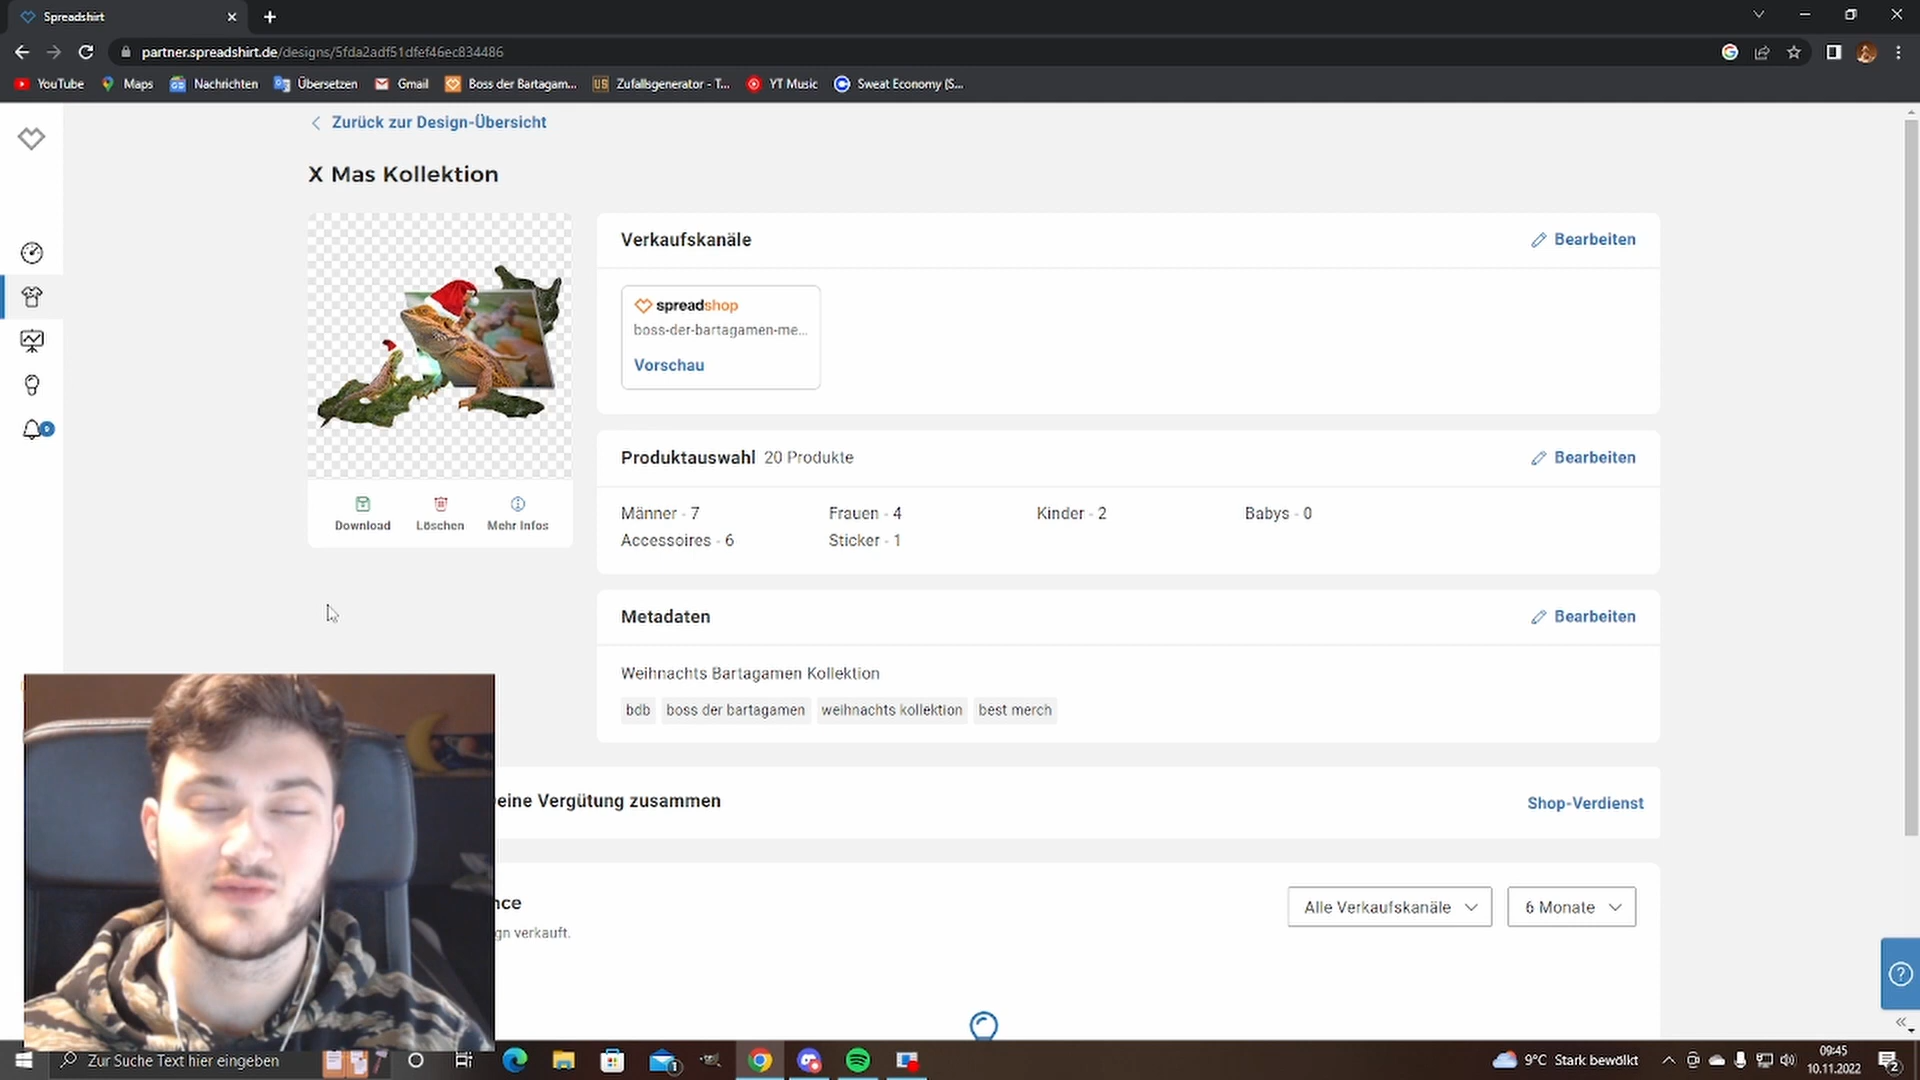 Spreadshirt
partner.spreadshirt.de/designs/5fda2adf51dfef46ec834486
YouTube
Maps
Nachrichten
Übersetzen
Gmail
Boss der Bartagam...
US
Zufallsgenerator - T...
YT Music
Sweat Economy (S...
Zurück zur Design-Übersicht
X Mas Kollektion
Verkaufskanäle
Bearbeiten
spreadshop
boss-der-bartagamen-me...
Vorschau
Produktauswahl 20 Produkte
Bearbeiten
Männer - 7
Frauen - 4
Kinder - 2
Babys - 0
Accessoires - 6
Sticker - 1
Download
Löschen
Mehr Infos
9
Metadaten
Bearbeiten
Weihnachts Bartagamen Kollektion
bdb
boss der bartagamen
weihnachts kollektion
best merch
eine Vergütung zusammen
Shop-Verdienst
nce
Alle Verkaufskanäle
6 Monate
gn verkauft.
Zur Suche Text hier eingeben
1
9°C Stark bewölkt
09:45
10.11.2022
2